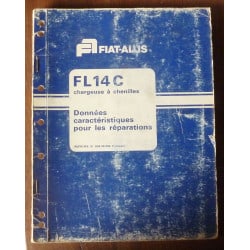 FIAT-ALLIS
FL14C
chargeuse à chenilles
Données
caractéristiques
pour les réparations